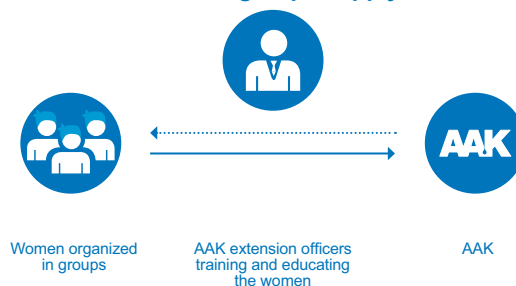 AAK
Women organized
in groups
AAK extension officers
training and educating
the women
AAK